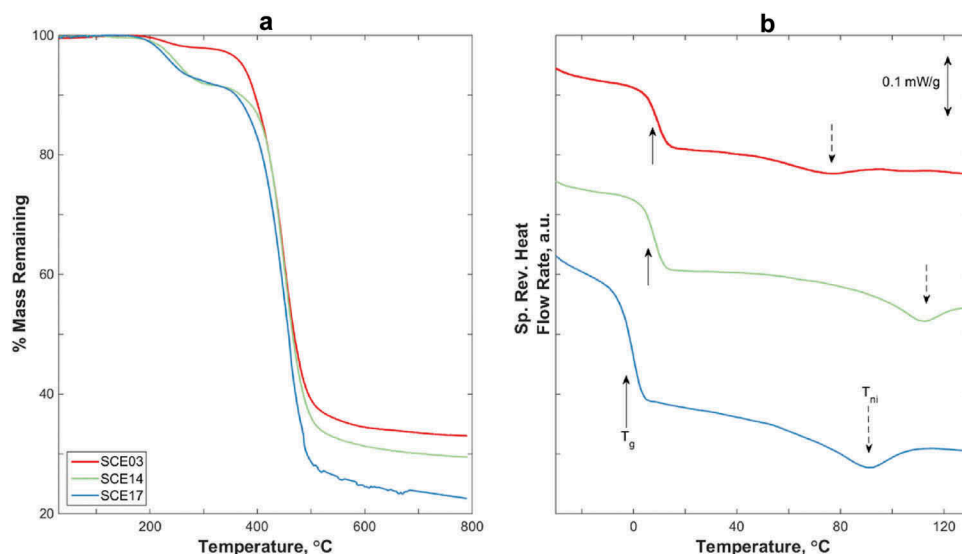 a
100
80
60
40
20
% Mass Remaining
SCE03
SCE14
SCE17
200
400
600
800
Temperature, °C
b
0.1 mW/g
Sp. Rev. Heat
Flow Rate, a.u.
Tg
Tni
0
40
80
120
Temperature, °C